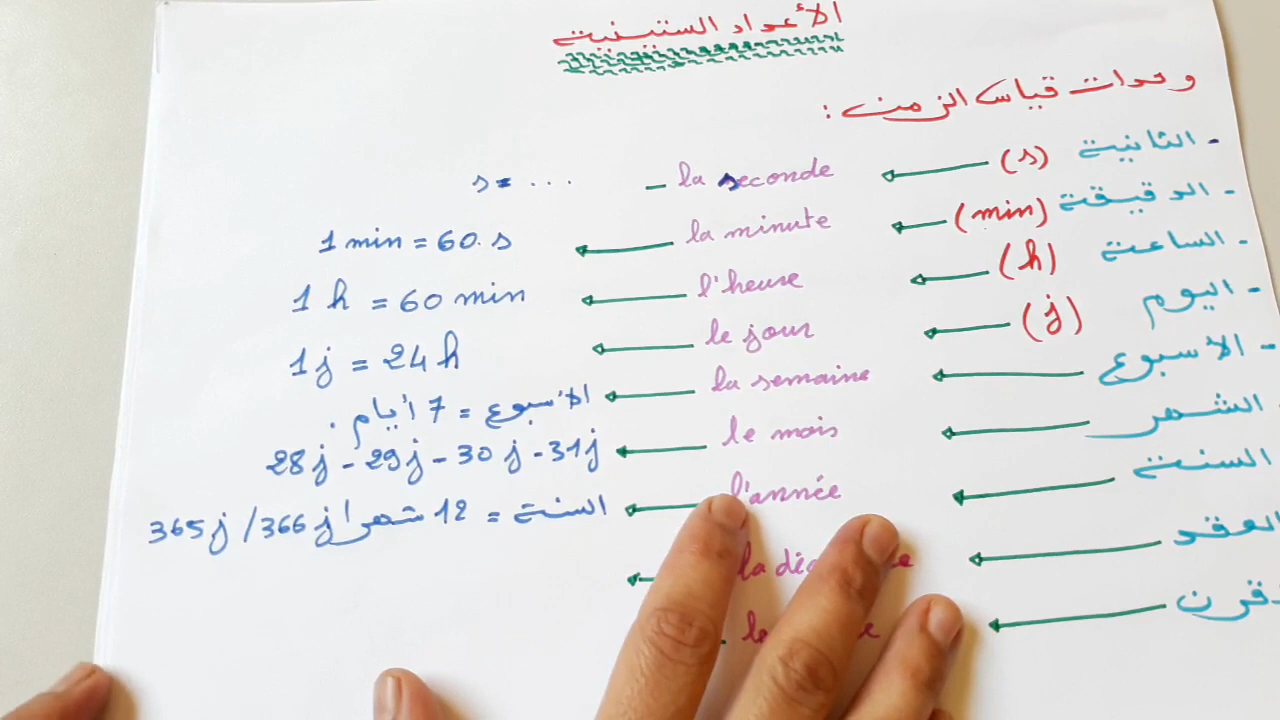 الأعداد الستينية
وحدات قياس الزمن :
- الثانية (s) la seconde - s = ...
- الدقيقة (min) la minute 1 min = 60 s
- الساعة (h) l'heure 1 h = 60 min
- اليوم (j) le jour 1 j = 24 h
- الأسبوع la semaine الأسبوع = 7 أيام .
الشهر le mois 28 j - 29 j - 30 j - 31 j
السنة l'année السنة = 12 شهرا / 366 j / 365 j
العقد la
قرن